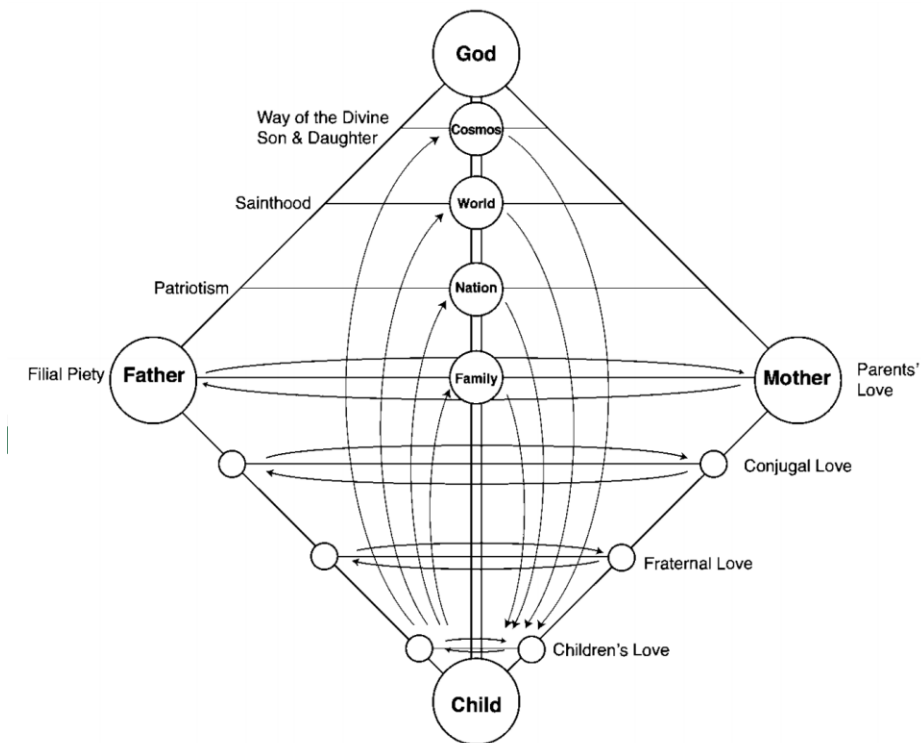 God
Way of the Divine
Son & Daughter
Cosmos
Sainthood
World
Patriotism
Nation
Filial Piety
Father
Family
Mother
Parents'
Love
Conjugal Love
Fraternal Love
Children's Love
Child